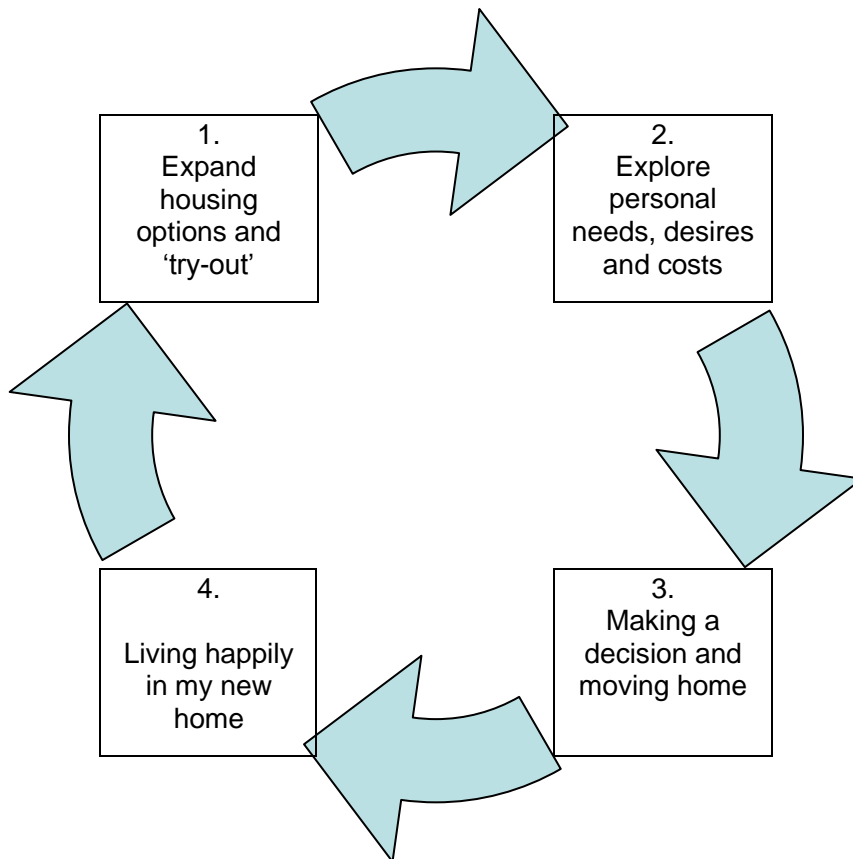 1.
Expand
housing
options and
‘try-out’
2.
Explore
personal
needs, desires
and costs
3.
Making a
decision and
moving home
4.
Living happily
in my new
home